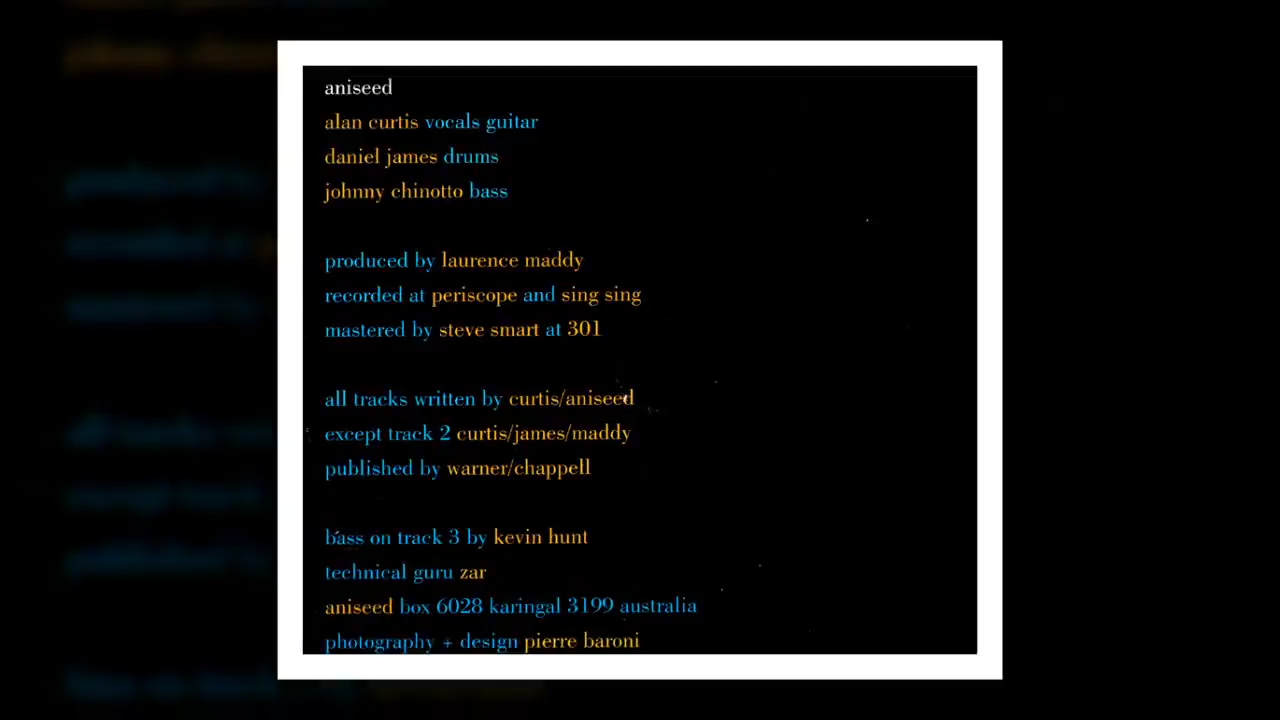 aniseed
alan curtis vocals guitar
daniel james drums
johnny chinotto bass
produced by laurence maddy
recorded at periscope and sing sing
mastered by steve smart at 301
all tracks written by curtis/aniseed
except track 2 curtis/james/maddy
published by warner/chappell
bass on track 3 by kevin hunt
technical guru zar
aniseed box 6028 karingal 3199 australia
photography + design pierre baroni